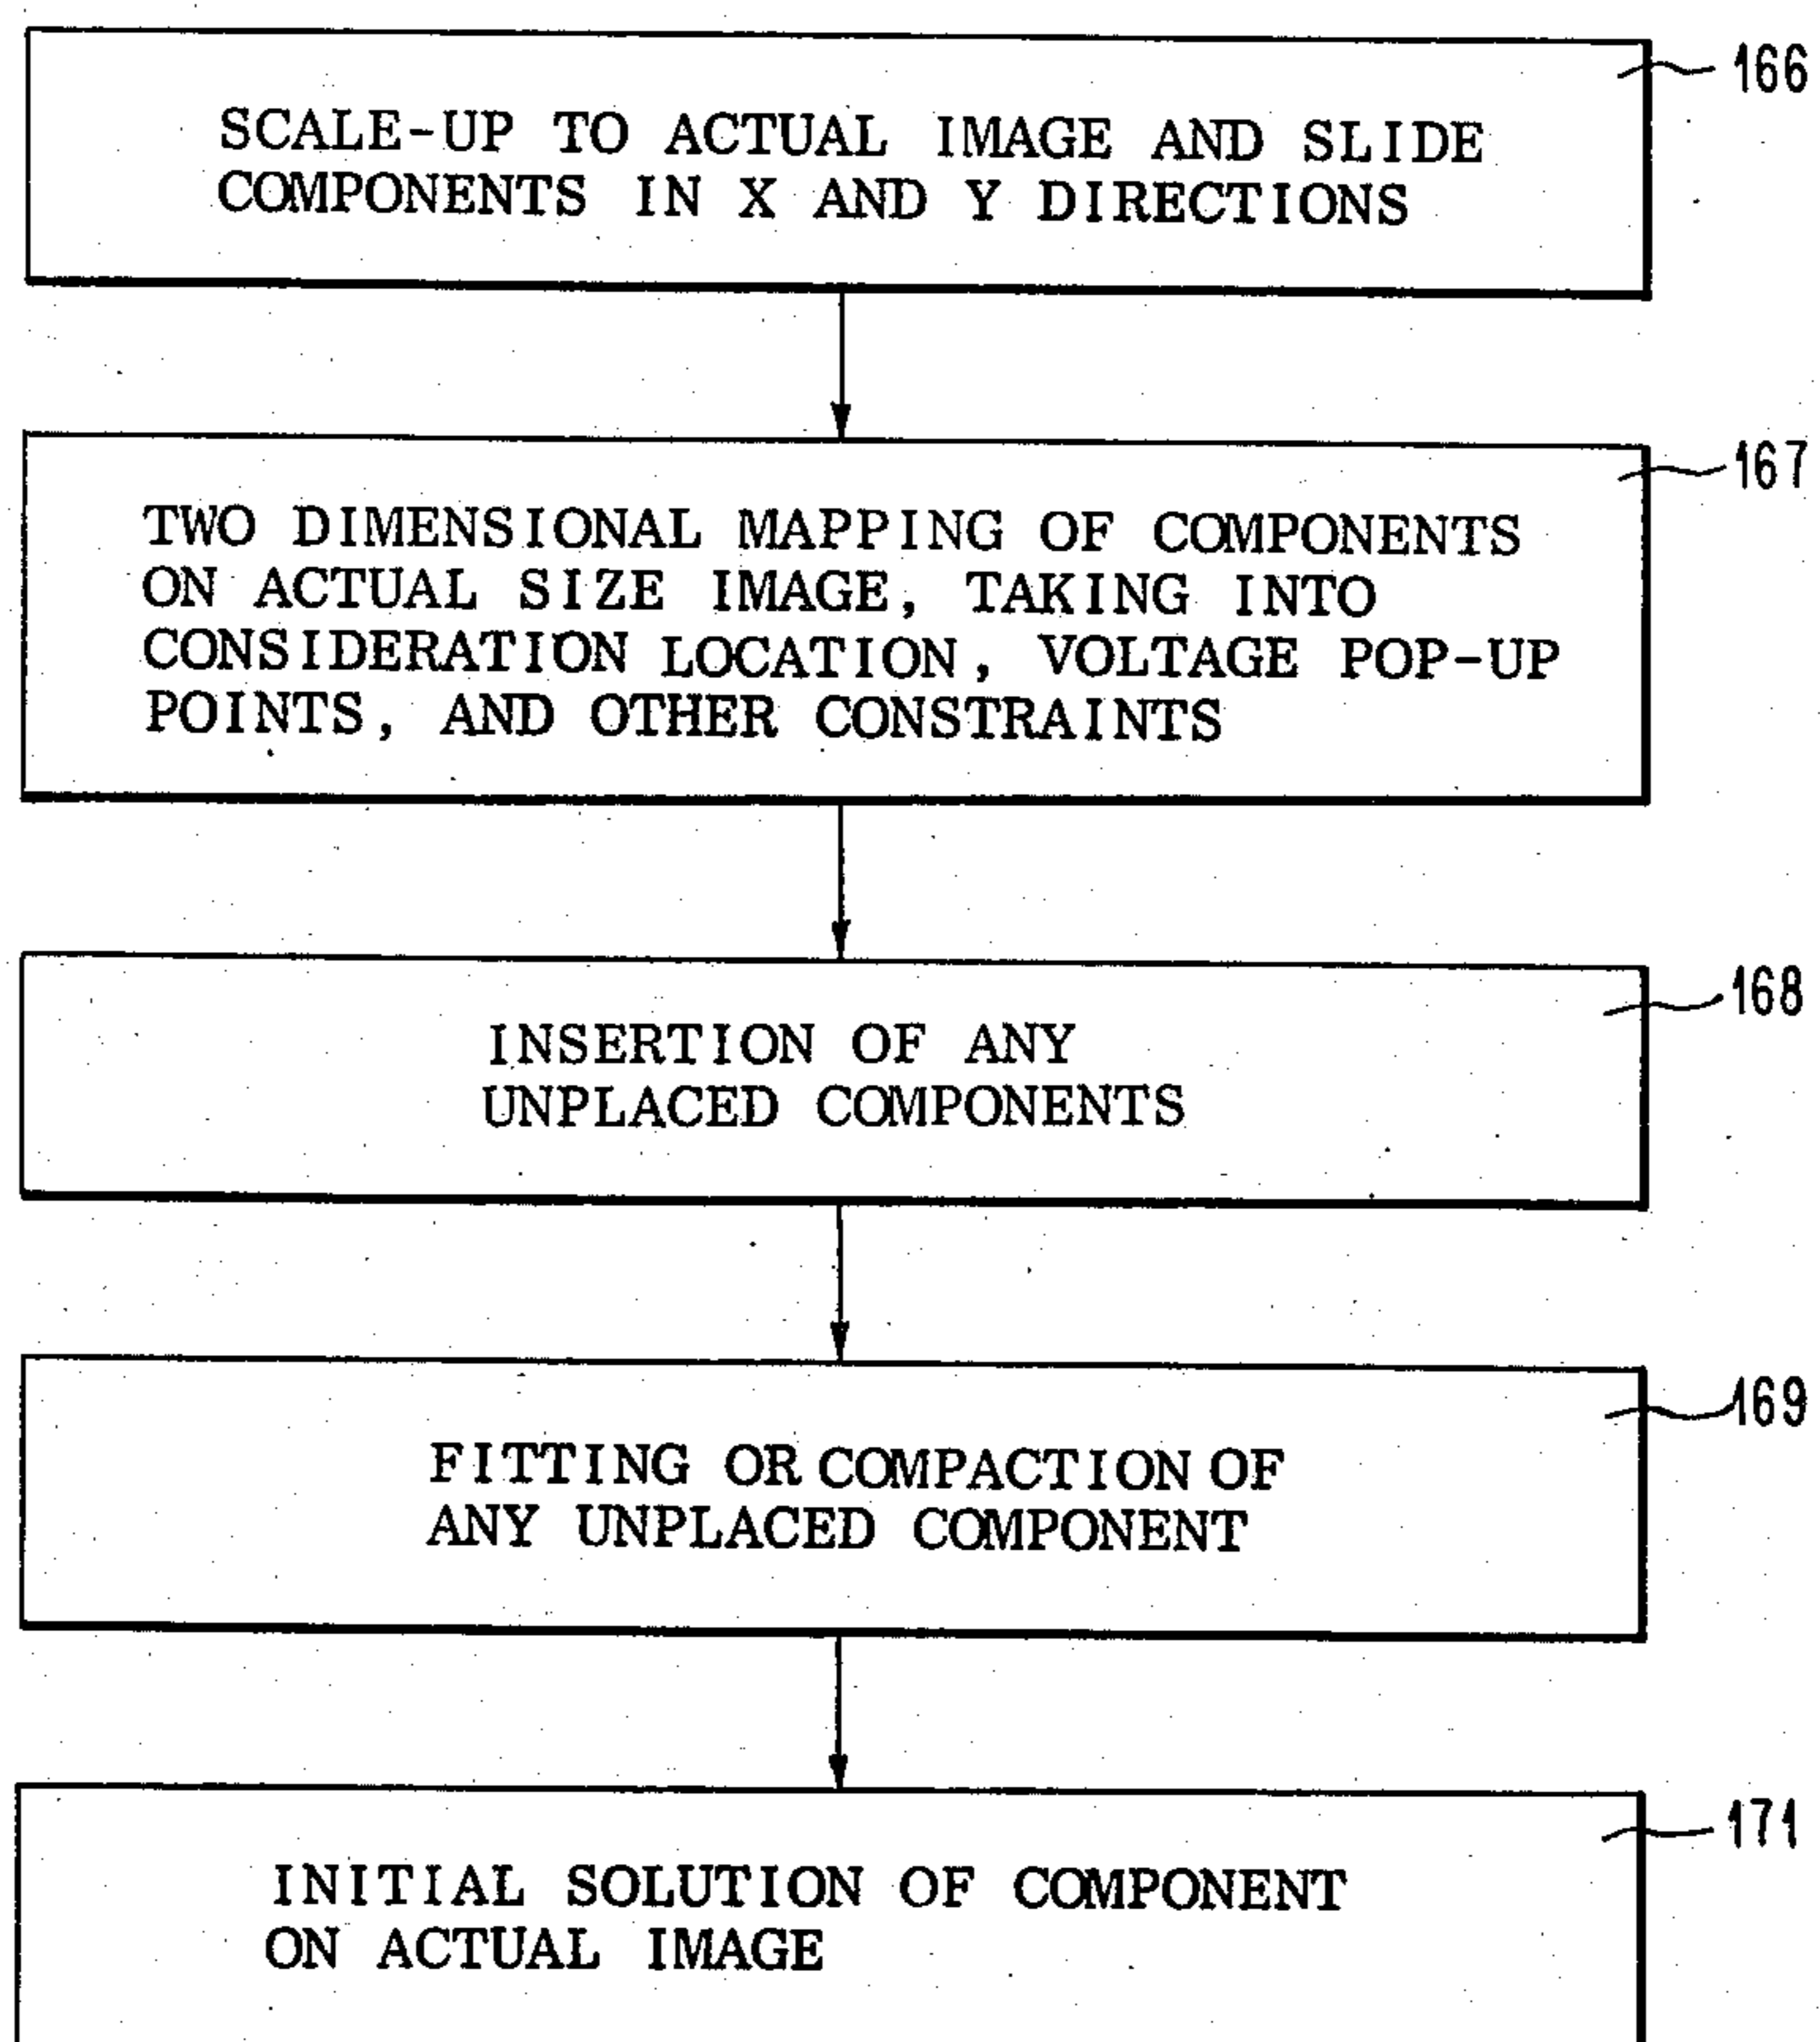 166
SCALE-UP TO ACTUAL IMAGE AND SLIDE
COMPONENTS IN X AND Y DIRECTIONS
167
TWO DIMENSIONAL MAPPING OF COMPONENTS
ON ACTUAL SIZE IMAGE, TAKING INTO
CONSIDERATION LOCATION, VOLTAGE POP-UP
POINTS, AND OTHER CONSTRAINTS
168
INSERTION OF ANY
UNPLACED COMPONENTS
169
FITTING OR COMPACTION OF
ANY UNPLACED COMPONENT
171
INITIAL SOLUTION OF COMPONENT
ON ACTUAL IMAGE